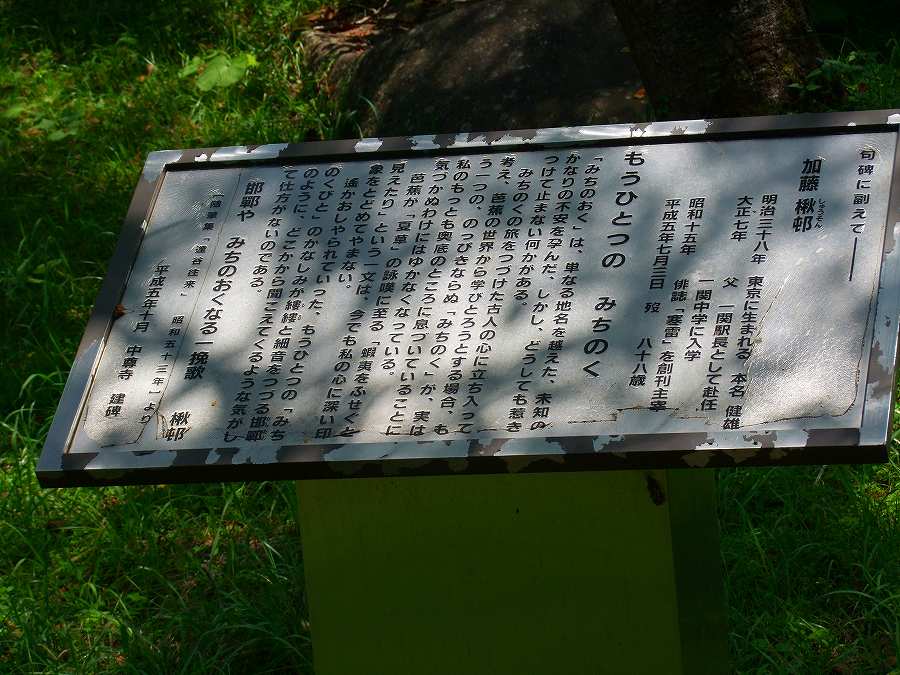 句碑に副えて――
加藤 楸邨
しゅうそん
明治三十八年 東京に生まれる 本名 健雄
大正七年 父 一関駅長として赴任
一関中学に入学
昭和十五年 俳誌「寒雷」を創刊主宰
平成五年七月三日 歿 八十八歳
もうひとつの みちのく
「みちのおく」は、単なる地名を越えた、未知の
かなりの不安を孕んだ、しかし、どうしても惹き
つけて止まない何かがある。
みちのくの旅をつづけた古人の心に立ち入って
考え、芭蕉の世界から学びとろうとする場合、も
う一つの、のっぴきならぬ「みちのく」が、実は
私のもっとも奥底のところに息づいていることに
気づかぬわけにはゆかなくなっている。
芭蕉が「夏草」の詠嘆に至る「蝦夷をふせぐと
見えたり」という一文は、今でも私の心に深い印
象をとどめてやまない。
遙かおしやられていった、もうひとつの「みち
のくびと」のかなしみが縷縷と細音をつづる邯鄲
のように、どこかから聞こえてくるような気がし
て仕方がないのである。
邯鄲や みちのおくなる一挽歌 楸邨
「達谷往来」 昭和五十三年 より
平成五年十月 中尊寺 建碑